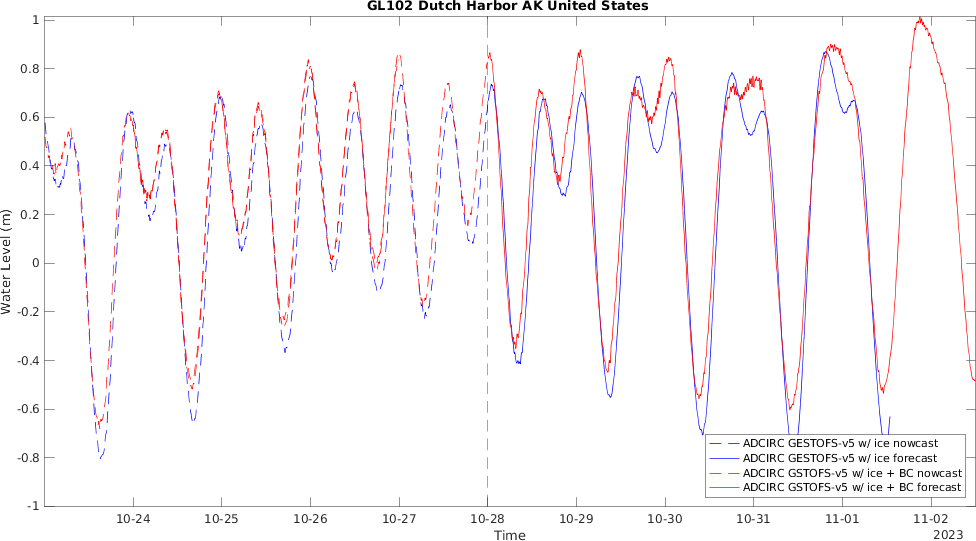 GL102 Dutch Harbor AK United States
1
0.8
0.6
0.4
0.2
0
-0.2
-0.4
-0.6
-0.8
-1
Water Level (m)
ADCIRC GESTOFS-v5 w/ ice nowcast
ADCIRC GESTOFS-v5 w/ ice forecast
ADCIRC GSTOFS-v5 w/ ice + BC nowcast
ADCIRC GSTOFS-v5 w/ ice + BC forecast
10-24 10-25 10-26 10-27 10-28 10-29 10-30 10-31 11-01 11-02
Time
2023